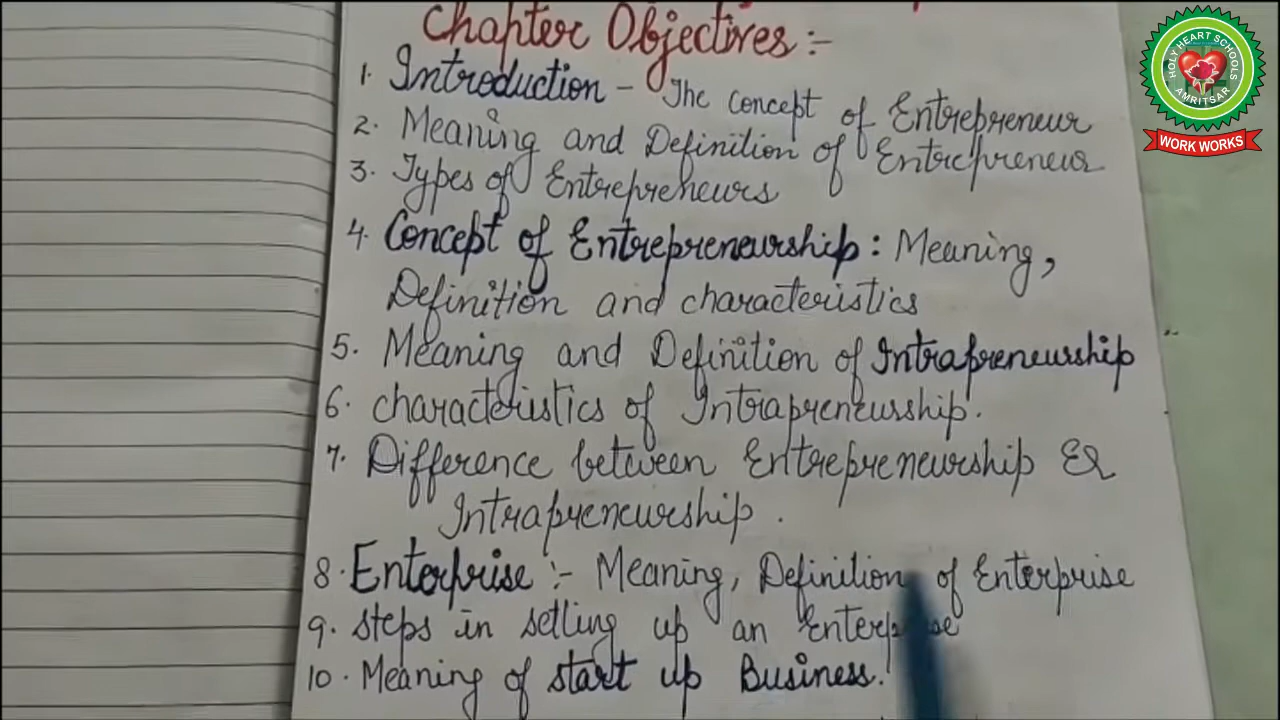 Chapter Objectives :-
1. Introduction - The concept of Entrepreneur
2. Meaning and Definition of Entrepreneur
3. Types of Entrepreneurs
4. Concept of Entrepreneurship : Meaning,
Definition and characteristics
5. Meaning and Definition of Intrapreneurship
6. characteristics of Intrapreneurship.
7. Difference between Entrepreneurship &
Intrapreneurship.
8. Enterprise :- Meaning, Definition of Enterprise
9. steps in setting up an Enterprise
10. Meaning of start up Business.
HOLY HEART SCHOOLS
AMRITSAR
WORK WORKS